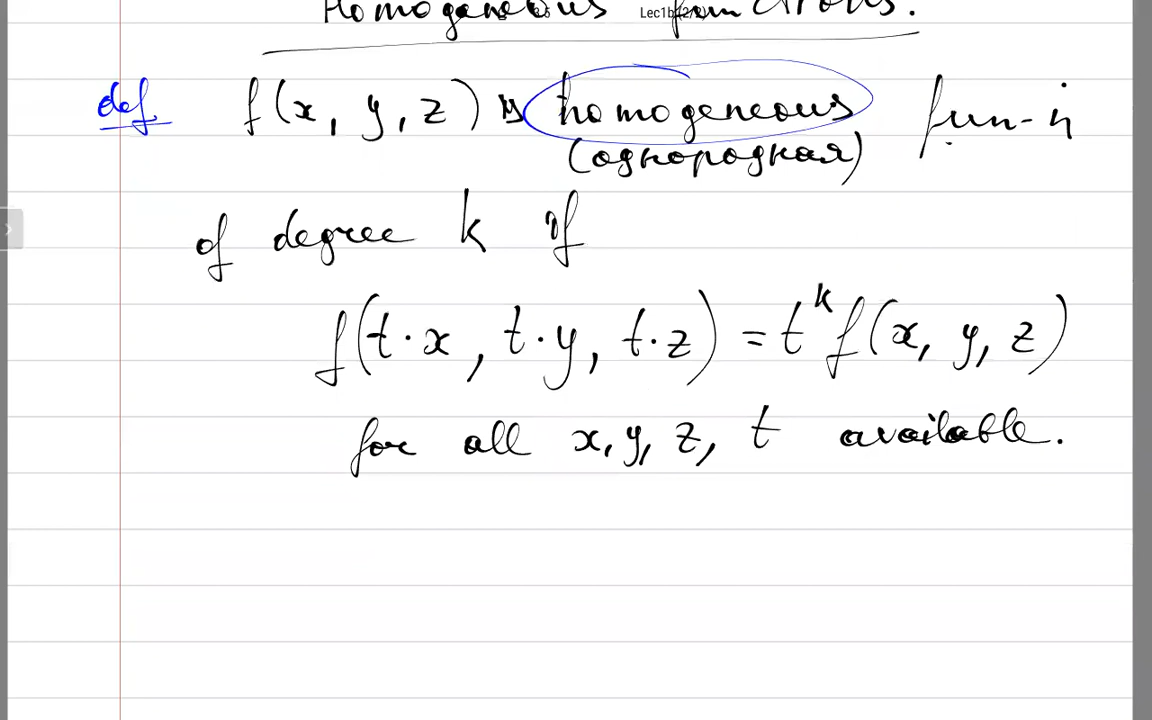 Homogeneous functions.
def f(x, y, z) is homogeneous fun-n
(однородная)
of degree k if
f(t·x, t·y, t·z) = t^k f(x, y, z)
for all x, y, z, t available.